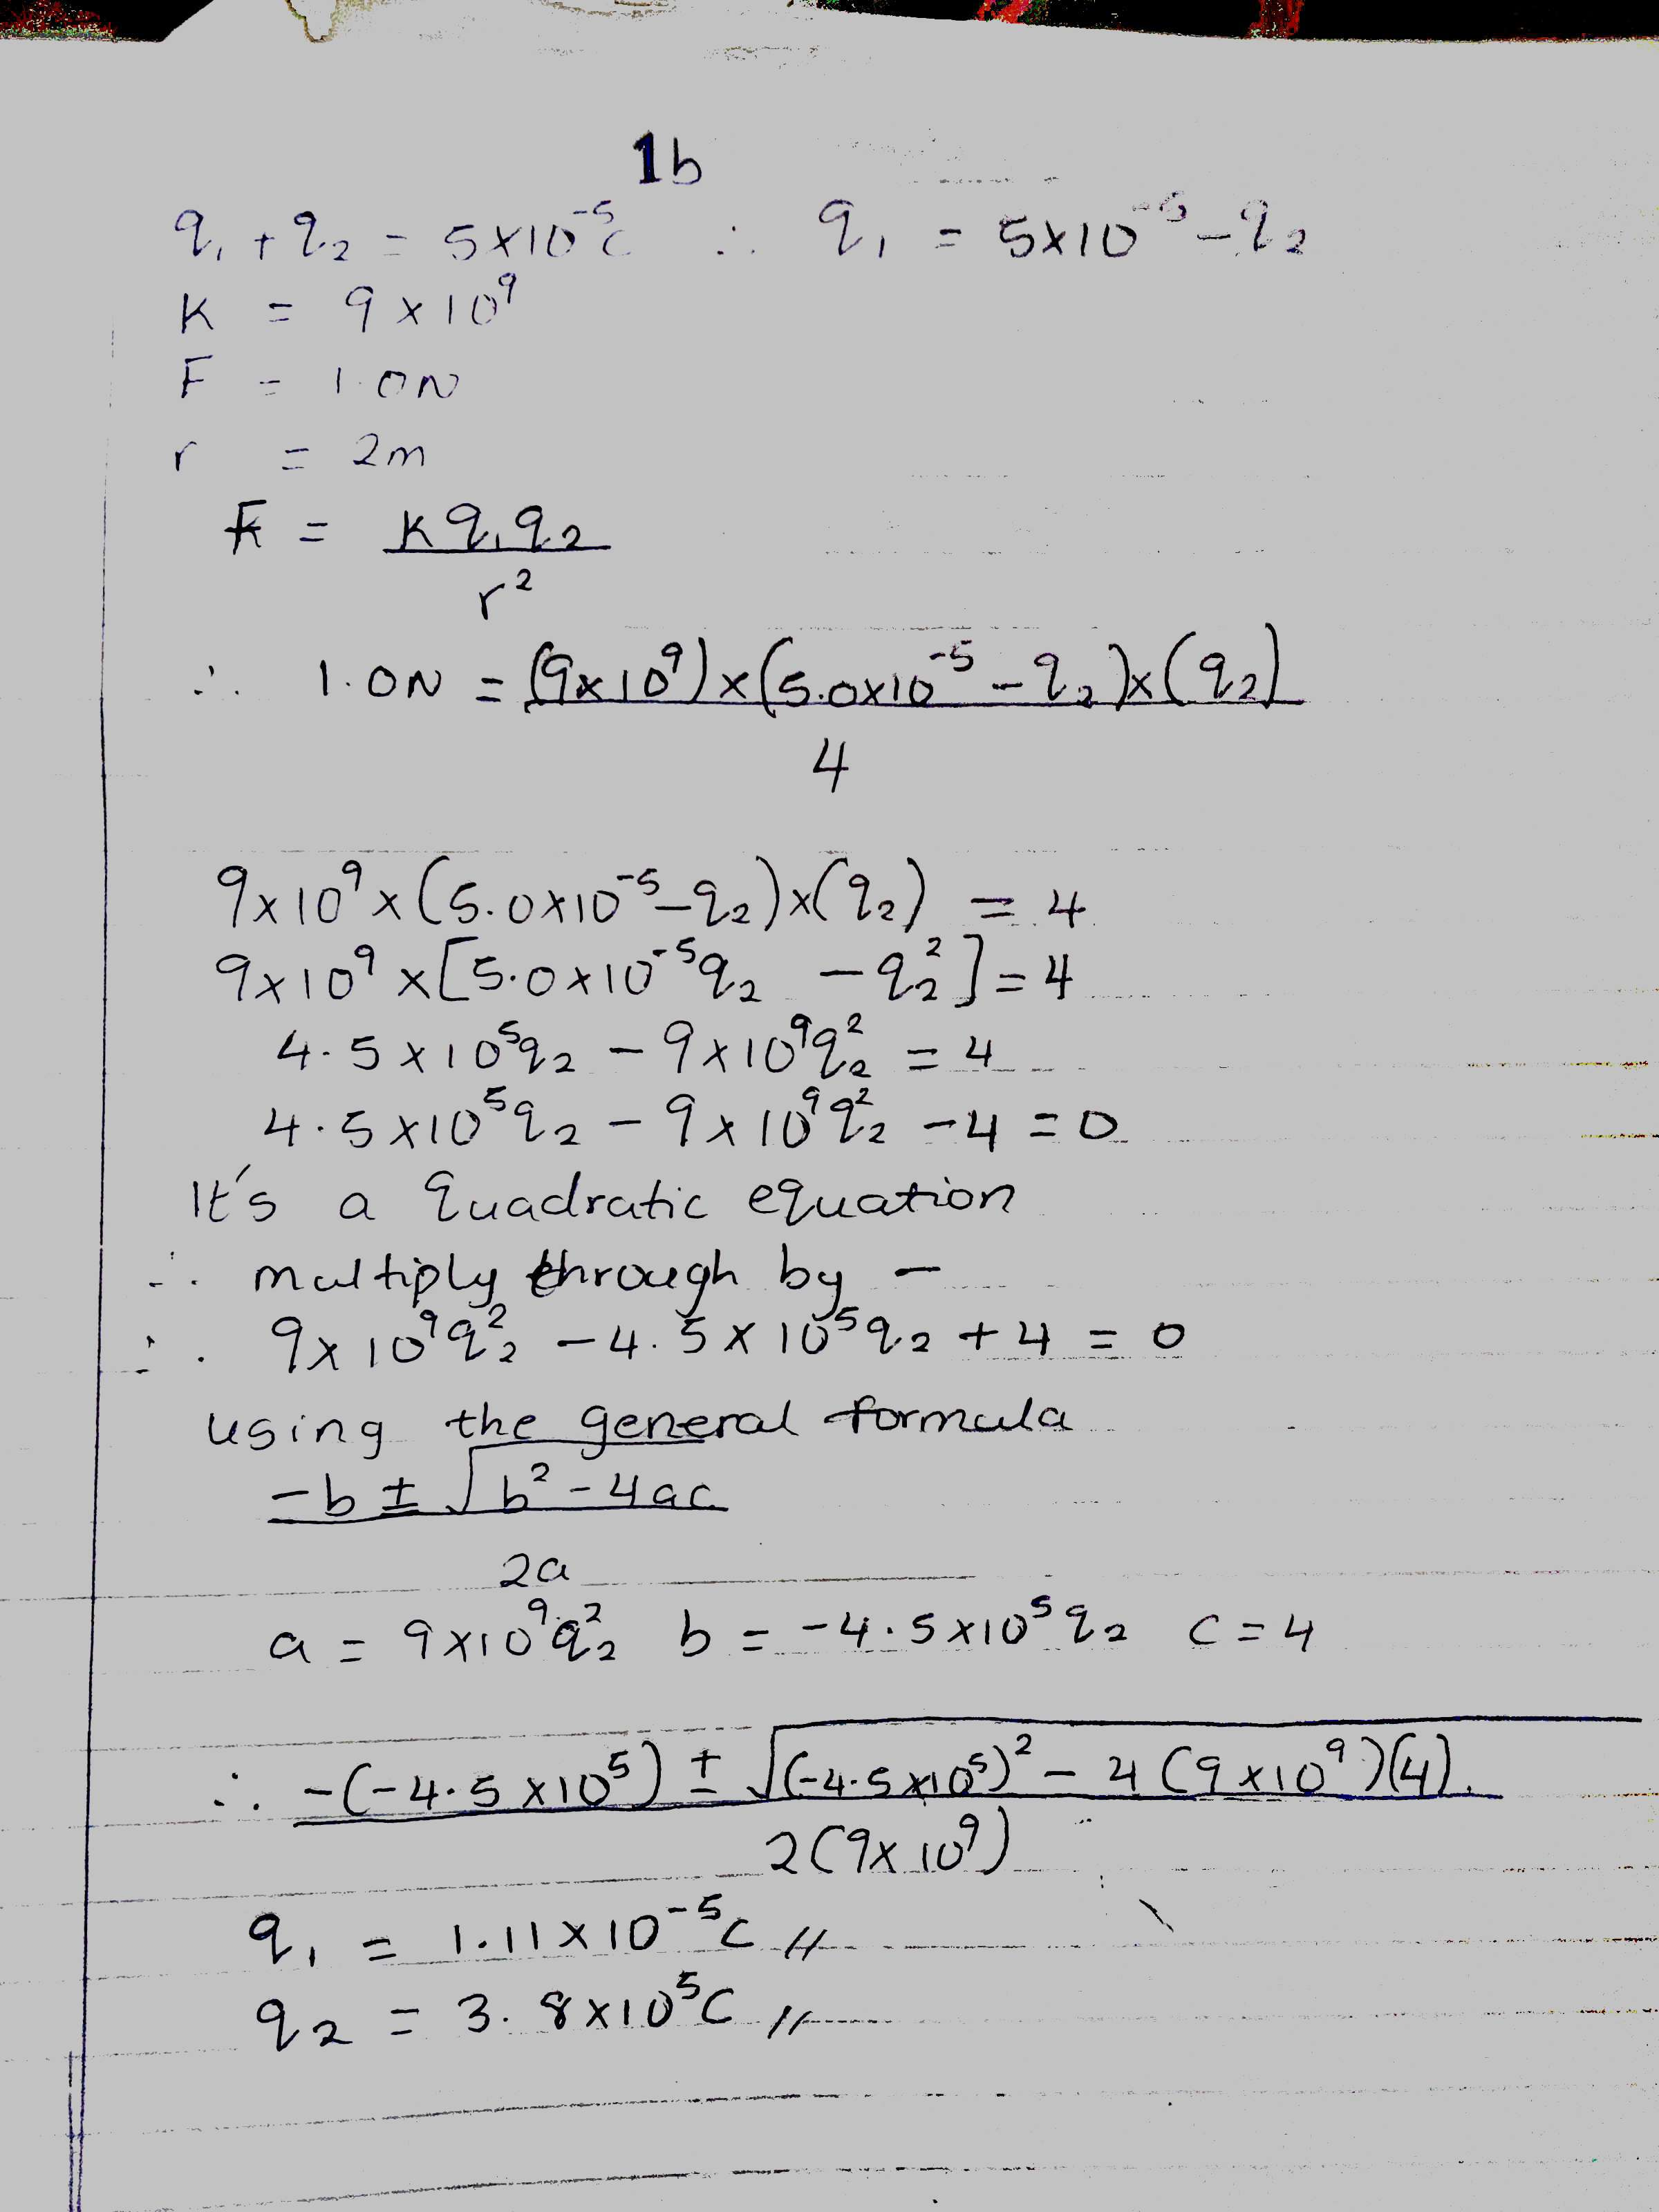 1b
q₁ + q₂ = 5×10⁻⁵C ∴ q₁ = 5×10⁻⁵ – q₂
K = 9 × 10⁹
F = 1.0N
r = 2m
F = Kq₁q₂ / r²
∴ 1.0N = (9×10⁹)×(5.0×10⁻⁵ – q₂)×(q₂) / 4
9×10⁹×(5.0×10⁻⁵–q₂)×(q₂) = 4
9×10⁹×[5.0×10⁻⁵q₂ – q₂²] = 4
4.5×10⁵q₂ – 9×10⁹q₂² = 4
4.5×10⁵q₂ – 9×10⁹q₂² – 4 = 0
It's a quadratic equation
∴ multiply through by –
∴ 9×10⁹q₂² – 4.5×10⁵q₂ + 4 = 0
using the general formula
–b ± √b² – 4ac / 2a
a = 9×10⁹q₂² b = –4.5×10⁵q₂ c = 4
∴ –(–4.5×10⁵) ± √(–4.5×10⁵)² – 4(9×10⁹)(4). / 2(9×10⁹)
q₁ = 1.11×10⁻⁵C //
q₂ = 3.8×10⁵C //